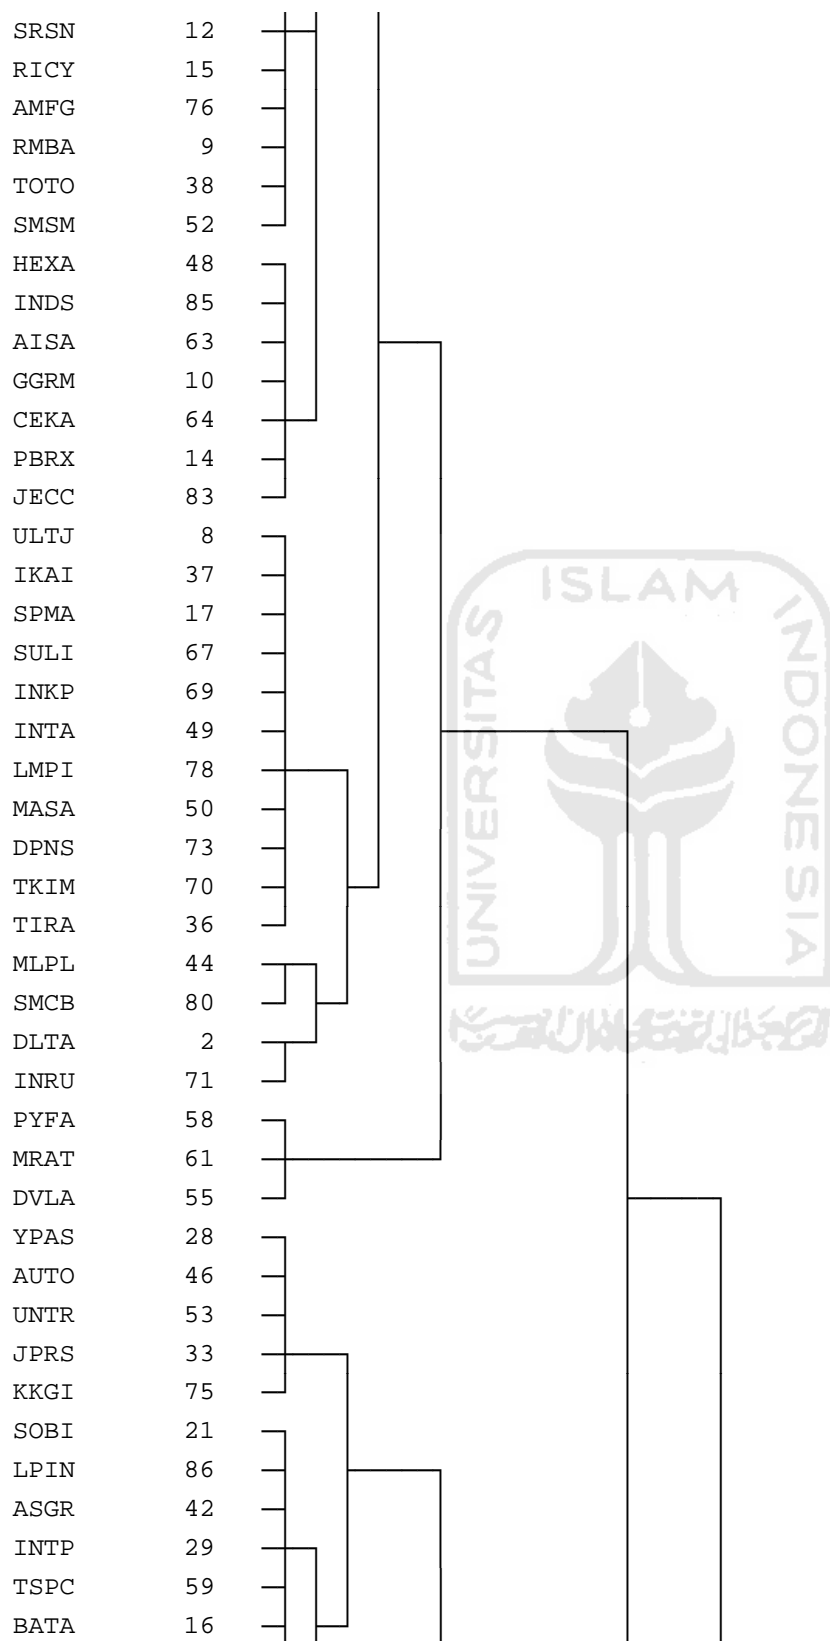 SRSN 12
RICY 15
AMFG 76
RMBA 9
TOTO 38
SMSM 52
HEXA 48
INDS 85
AISA 63
GGRM 10
CEKA 64
PBRX 14
JECC 83
ULTJ 8
IKAI 37
SPMA 17
SULI 67
INKP 69
INTA 49
LMPI 78
MASA 50
DPNS 73
TKIM 70
TIRA 36
MLPL 44
SMCB 80
DLTA 2
INRU 71
PYFA 58
MRAT 61
DVLA 55
YPAS 28
AUTO 46
UNTR 53
JPRS 33
KKGI 75
SOBI 21
LPIN 86
ASGR 42
INTP 29
TSPC 59
BATA 16
UNIVERSITAS
ISLAM
INDONESIA